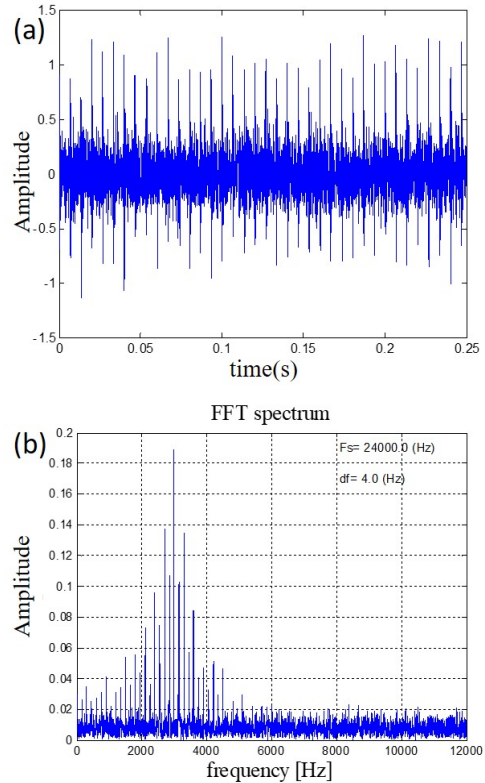 (a)
1.5
1
0.5
0
-0.5
-1
-1.5
Amplitude
0 0.05 0.1 0.15 0.2 0.25
time(s)
FFT spectrum
(b)
0.2
0.18
0.16
0.14
0.12
0.1
0.08
0.06
0.04
0.02
0
Amplitude
Fs= 24000.0 (Hz)
df= 4.0 (Hz)
0 2000 4000 6000 8000 10000 12000
frequency [Hz]